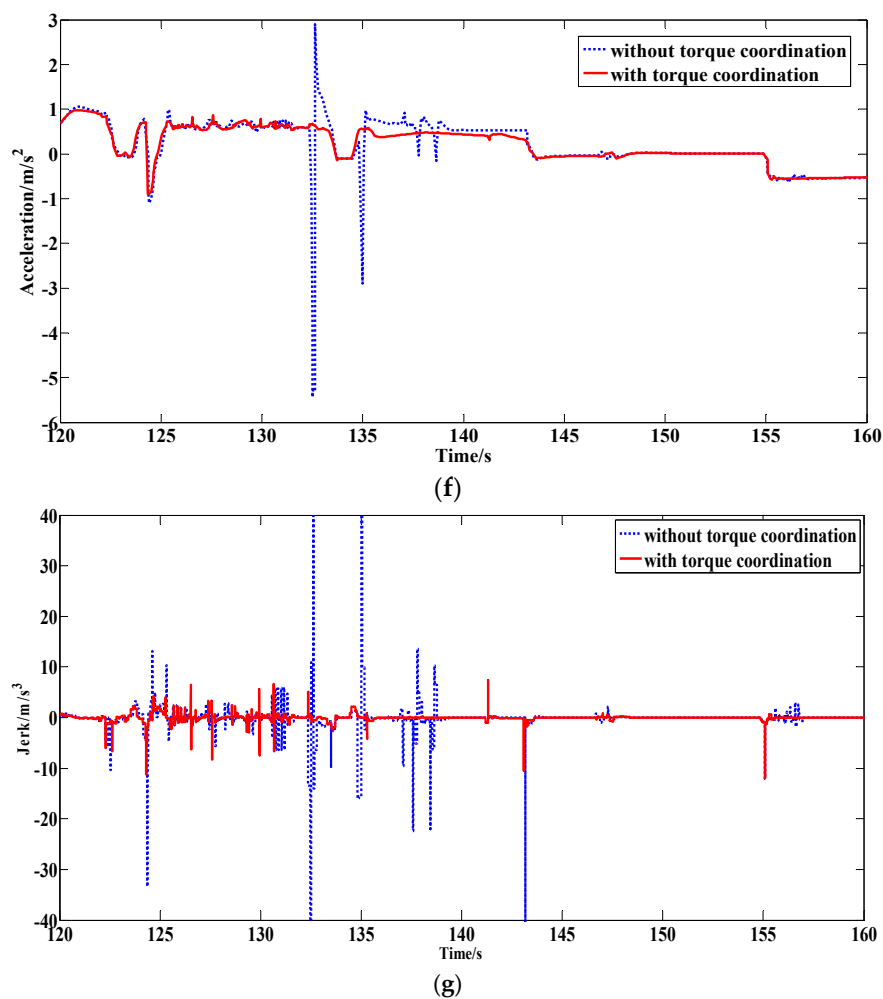 3
2
1
0
-1
-2
-3
-4
-5
-6
Acceleration/m/s2
without torque coordination
with torque coordination
120 125 130 135 140 145 150 155 160
Time/s
(f)
40
30
20
10
0
-10
-20
-30
-40
Jerk/m/s3
without torque coordination
with torque coordination
120 125 130 135 140 145 150 155 160
Time/s
(g)